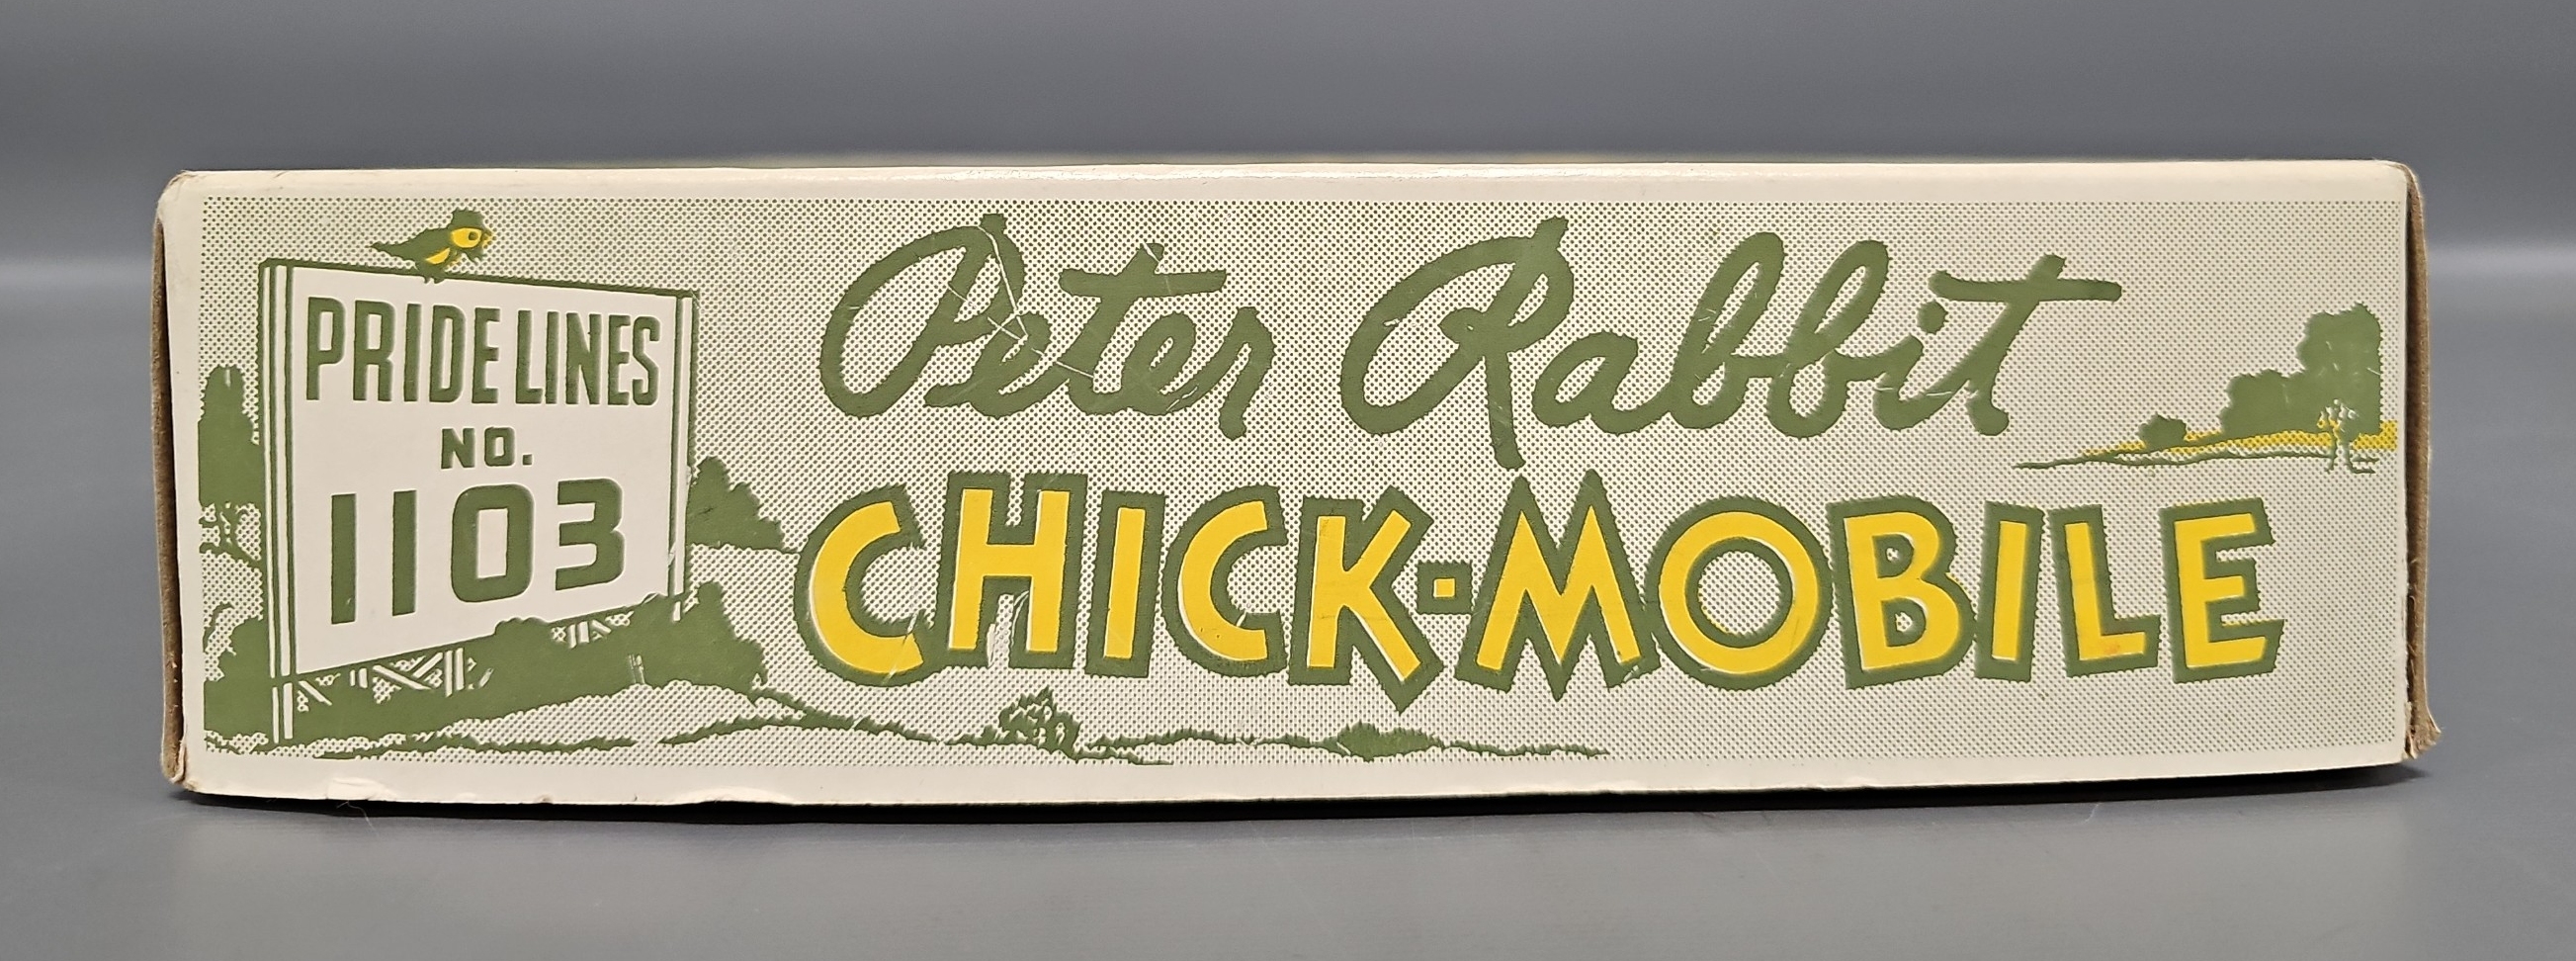 PRIDE LINES
NO.
1103
Peter Rabbit
CHICK·MOBILE